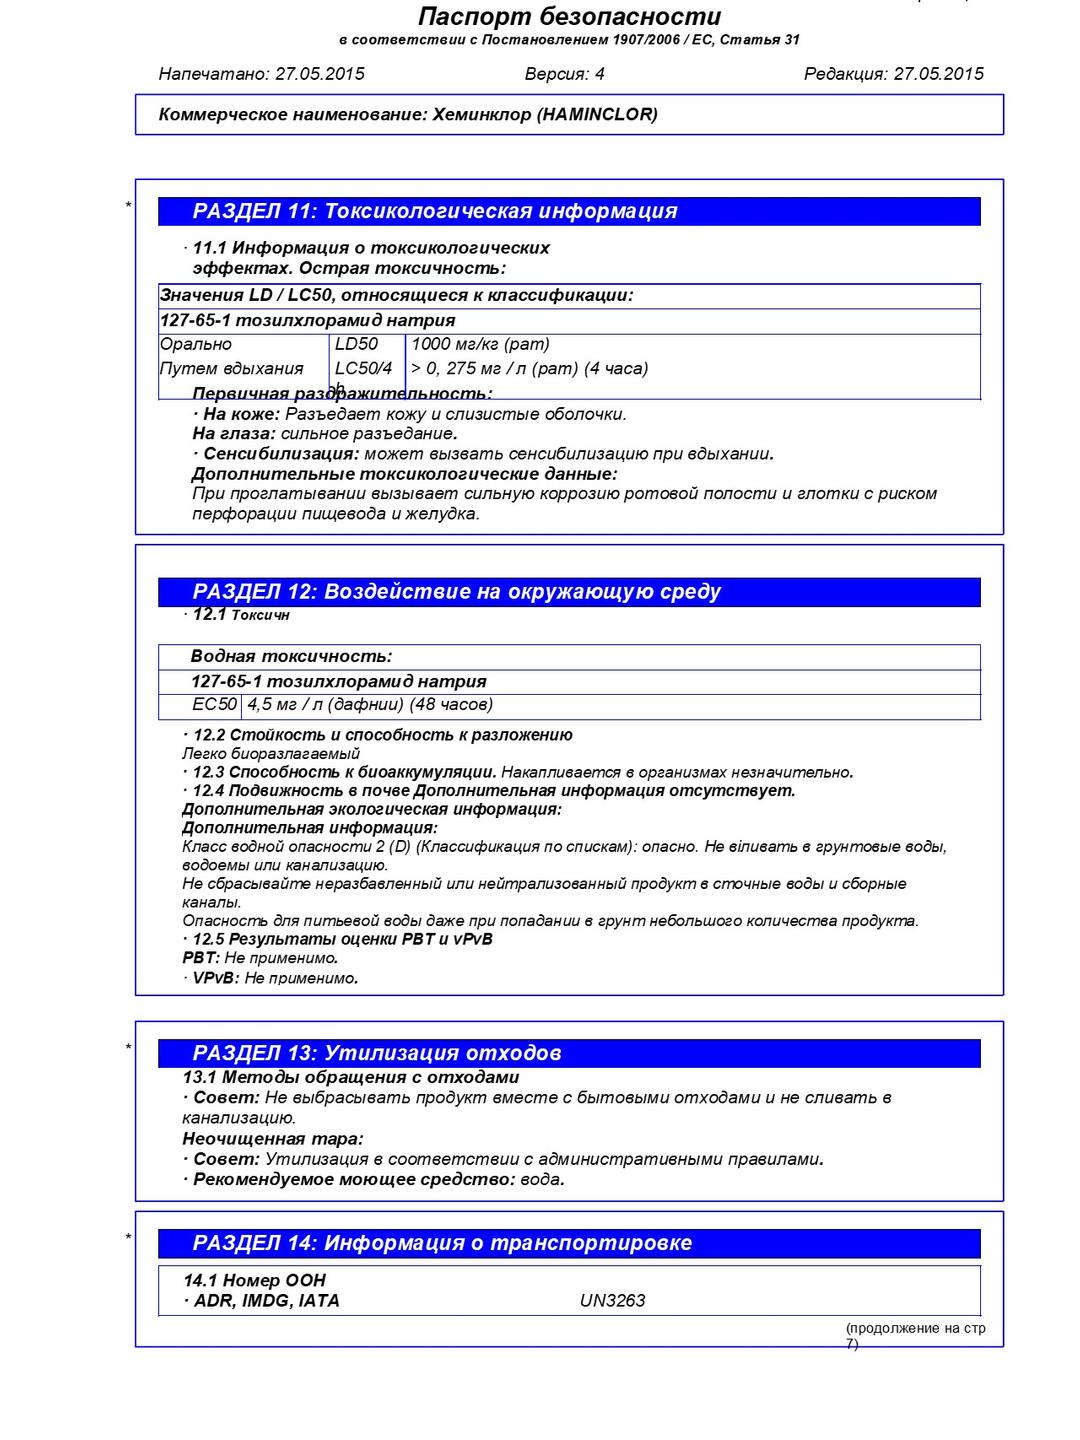 Паспорт безопасности
в соответствии с Постановлением 1907/2006 / ЕС, Статья 31
Напечатано: 27.05.2015 Версия: 4 Редакция: 27.05.2015
Коммерческое наименование: Хеминклор (HAMINCLOR)
* РАЗДЕЛ 11: Токсикологическая информация
· 11.1 Информация о токсикологических
эффектах. Острая токсичность:
Значения LD / LC50, относящиеся к классификации:
127-65-1 тозилхлорамид натрия
Орально LD50 1000 мг/кг (рат)
Путем вдыхания LC50/4 > 0, 275 мг / л (рат) (4 часа)
h
Первичная раздражительность:
· На коже: Разъедает кожу и слизистые оболочки.
На глаза: сильное разъедание.
· Сенсибилизация: может вызвать сенсибилизацию при вдыхании.
Дополнительные токсикологические данные:
При проглатывании вызывает сильную коррозию ротовой полости и глотки с риском
перфорации пищевода и желудка.
РАЗДЕЛ 12: Воздействие на окружающую среду
· 12.1 Токсичн
Водная токсичность:
127-65-1 тозилхлорамид натрия
EC50 4,5 мг / л (дафнии) (48 часов)
· 12.2 Стойкость и способность к разложению
Легко биоразлагаемый
· 12.3 Способность к биоаккумуляции. Накапливается в организмах незначительно.
· 12.4 Подвижность в почве Дополнительная информация отсутствует.
Дополнительная экологическая информация:
Дополнительная информация:
Класс водной опасности 2 (D) (Классификация по спискам): опасно. Не віливать в грунтовые воды,
водоемы или канализацию.
Не сбрасывайте неразбавленный или нейтрализованный продукт в сточные воды и сборные
каналы.
Опасность для питьевой воды даже при попадании в грунт небольшого количества продукта.
· 12.5 Результаты оценки PBT и vPvB
PBT: Не применимо.
· VPvB: Не применимо.
* РАЗДЕЛ 13: Утилизация отходов
13.1 Методы обращения с отходами
· Совет: Не выбрасывать продукт вместе с бытовыми отходами и не сливать в
канализацию.
Неочищенная тара:
· Совет: Утилизация в соответствии с административными правилами.
· Рекомендуемое моющее средство: вода.
* РАЗДЕЛ 14: Информация о транспортировке
14.1 Номер ООН
· ADR, IMDG, IATA UN3263
(продолжение на стр
7)